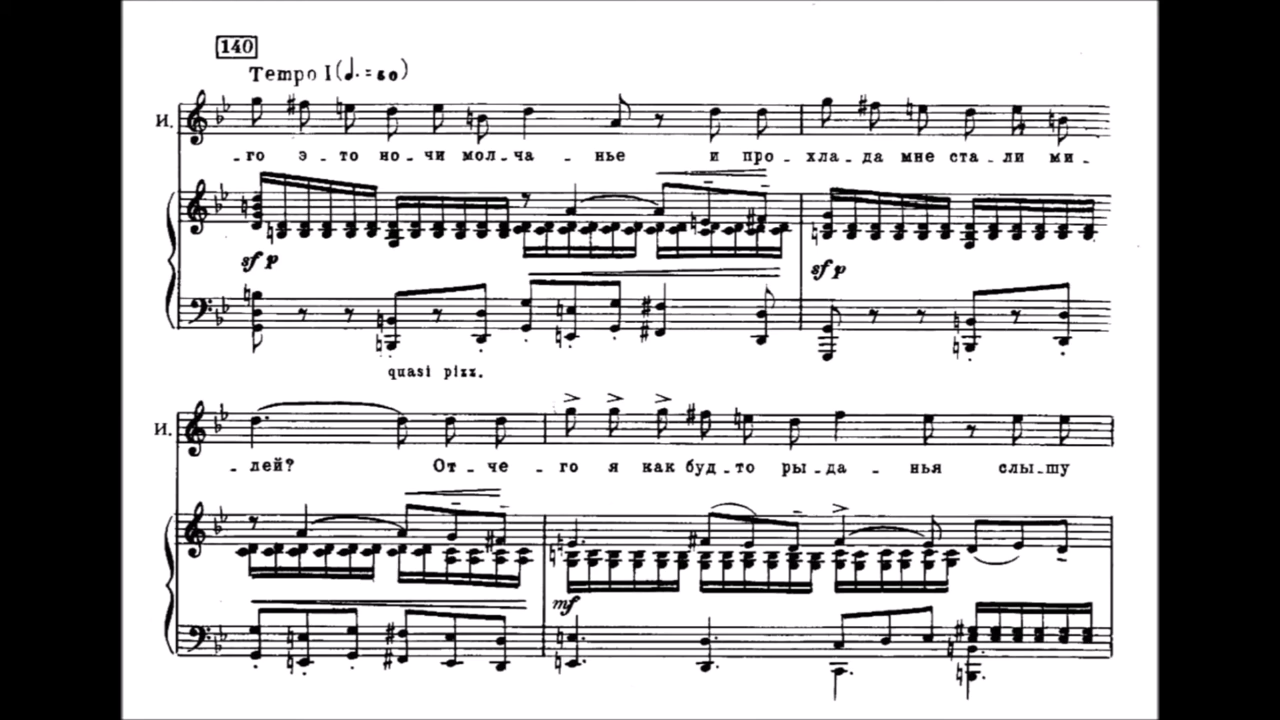 140
Tempo I (♩. = 50)
И.
-го э-то но-чи мол-ча-нье и про-хла-да мне ста-ли ми-
sf p
sf p
quasi pizz.
И.
-лей? От-че-го я как буд-то ры-да-нья слы-шу
mf